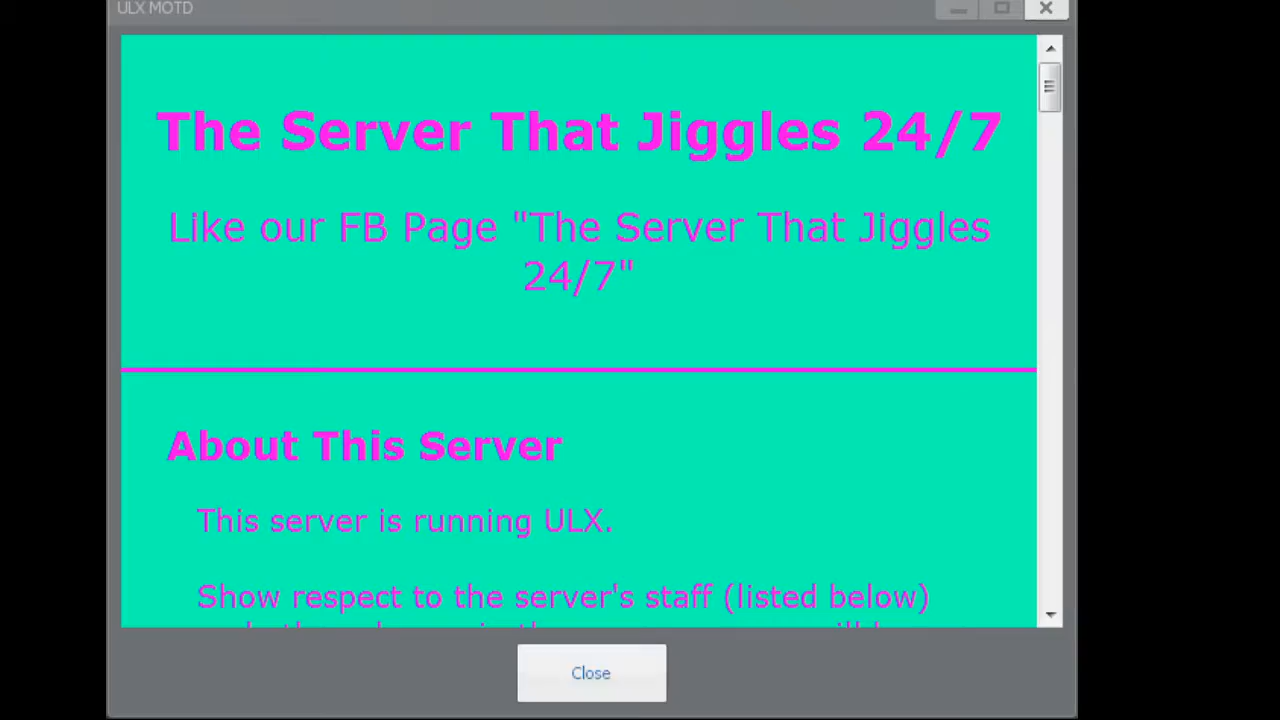 ULX MOTD
The Server That Jiggles 24/7
Like our FB Page "The Server That Jiggles
24/7"
About This Server
This server is running ULX.
Show respect to the server's staff (listed below)
Close